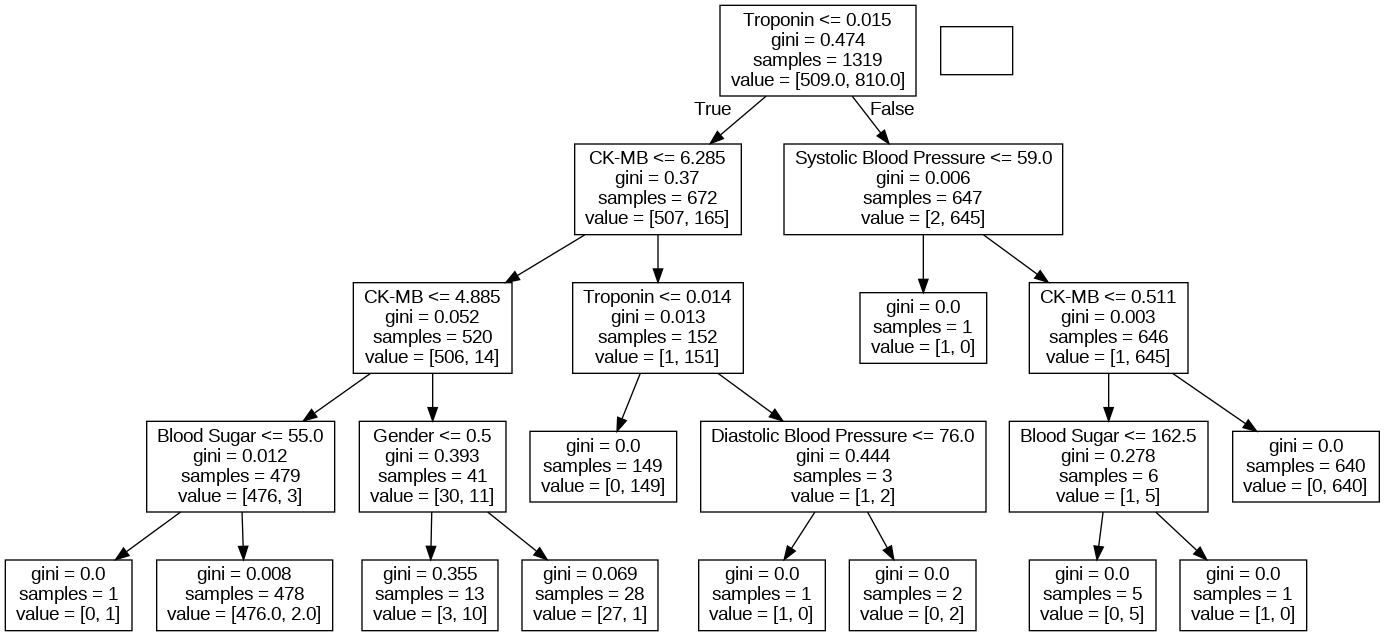 Troponin <= 0.015
gini = 0.474
samples = 1319
value = [509.0, 810.0]
True
False
CK-MB <= 6.285
gini = 0.37
samples = 672
value = [507, 165]
Systolic Blood Pressure <= 59.0
gini = 0.006
samples = 647
value = [2, 645]
CK-MB <= 4.885
gini = 0.052
samples = 520
value = [506, 14]
Troponin <= 0.014
gini = 0.013
samples = 152
value = [1, 151]
gini = 0.0
samples = 1
value = [1, 0]
CK-MB <= 0.511
gini = 0.003
samples = 646
value = [1, 645]
Blood Sugar <= 55.0
gini = 0.012
samples = 479
value = [476, 3]
Gender <= 0.5
gini = 0.393
samples = 41
value = [30, 11]
gini = 0.0
samples = 149
value = [0, 149]
Diastolic Blood Pressure <= 76.0
gini = 0.444
samples = 3
value = [1, 2]
Blood Sugar <= 162.5
gini = 0.278
samples = 6
value = [1, 5]
gini = 0.0
samples = 640
value = [0, 640]
gini = 0.0
samples = 1
value = [0, 1]
gini = 0.008
samples = 478
value = [476.0, 2.0]
gini = 0.355
samples = 13
value = [3, 10]
gini = 0.069
samples = 28
value = [27, 1]
gini = 0.0
samples = 1
value = [1, 0]
gini = 0.0
samples = 2
value = [0, 2]
gini = 0.0
samples = 5
value = [0, 5]
gini = 0.0
samples = 1
value = [1, 0]